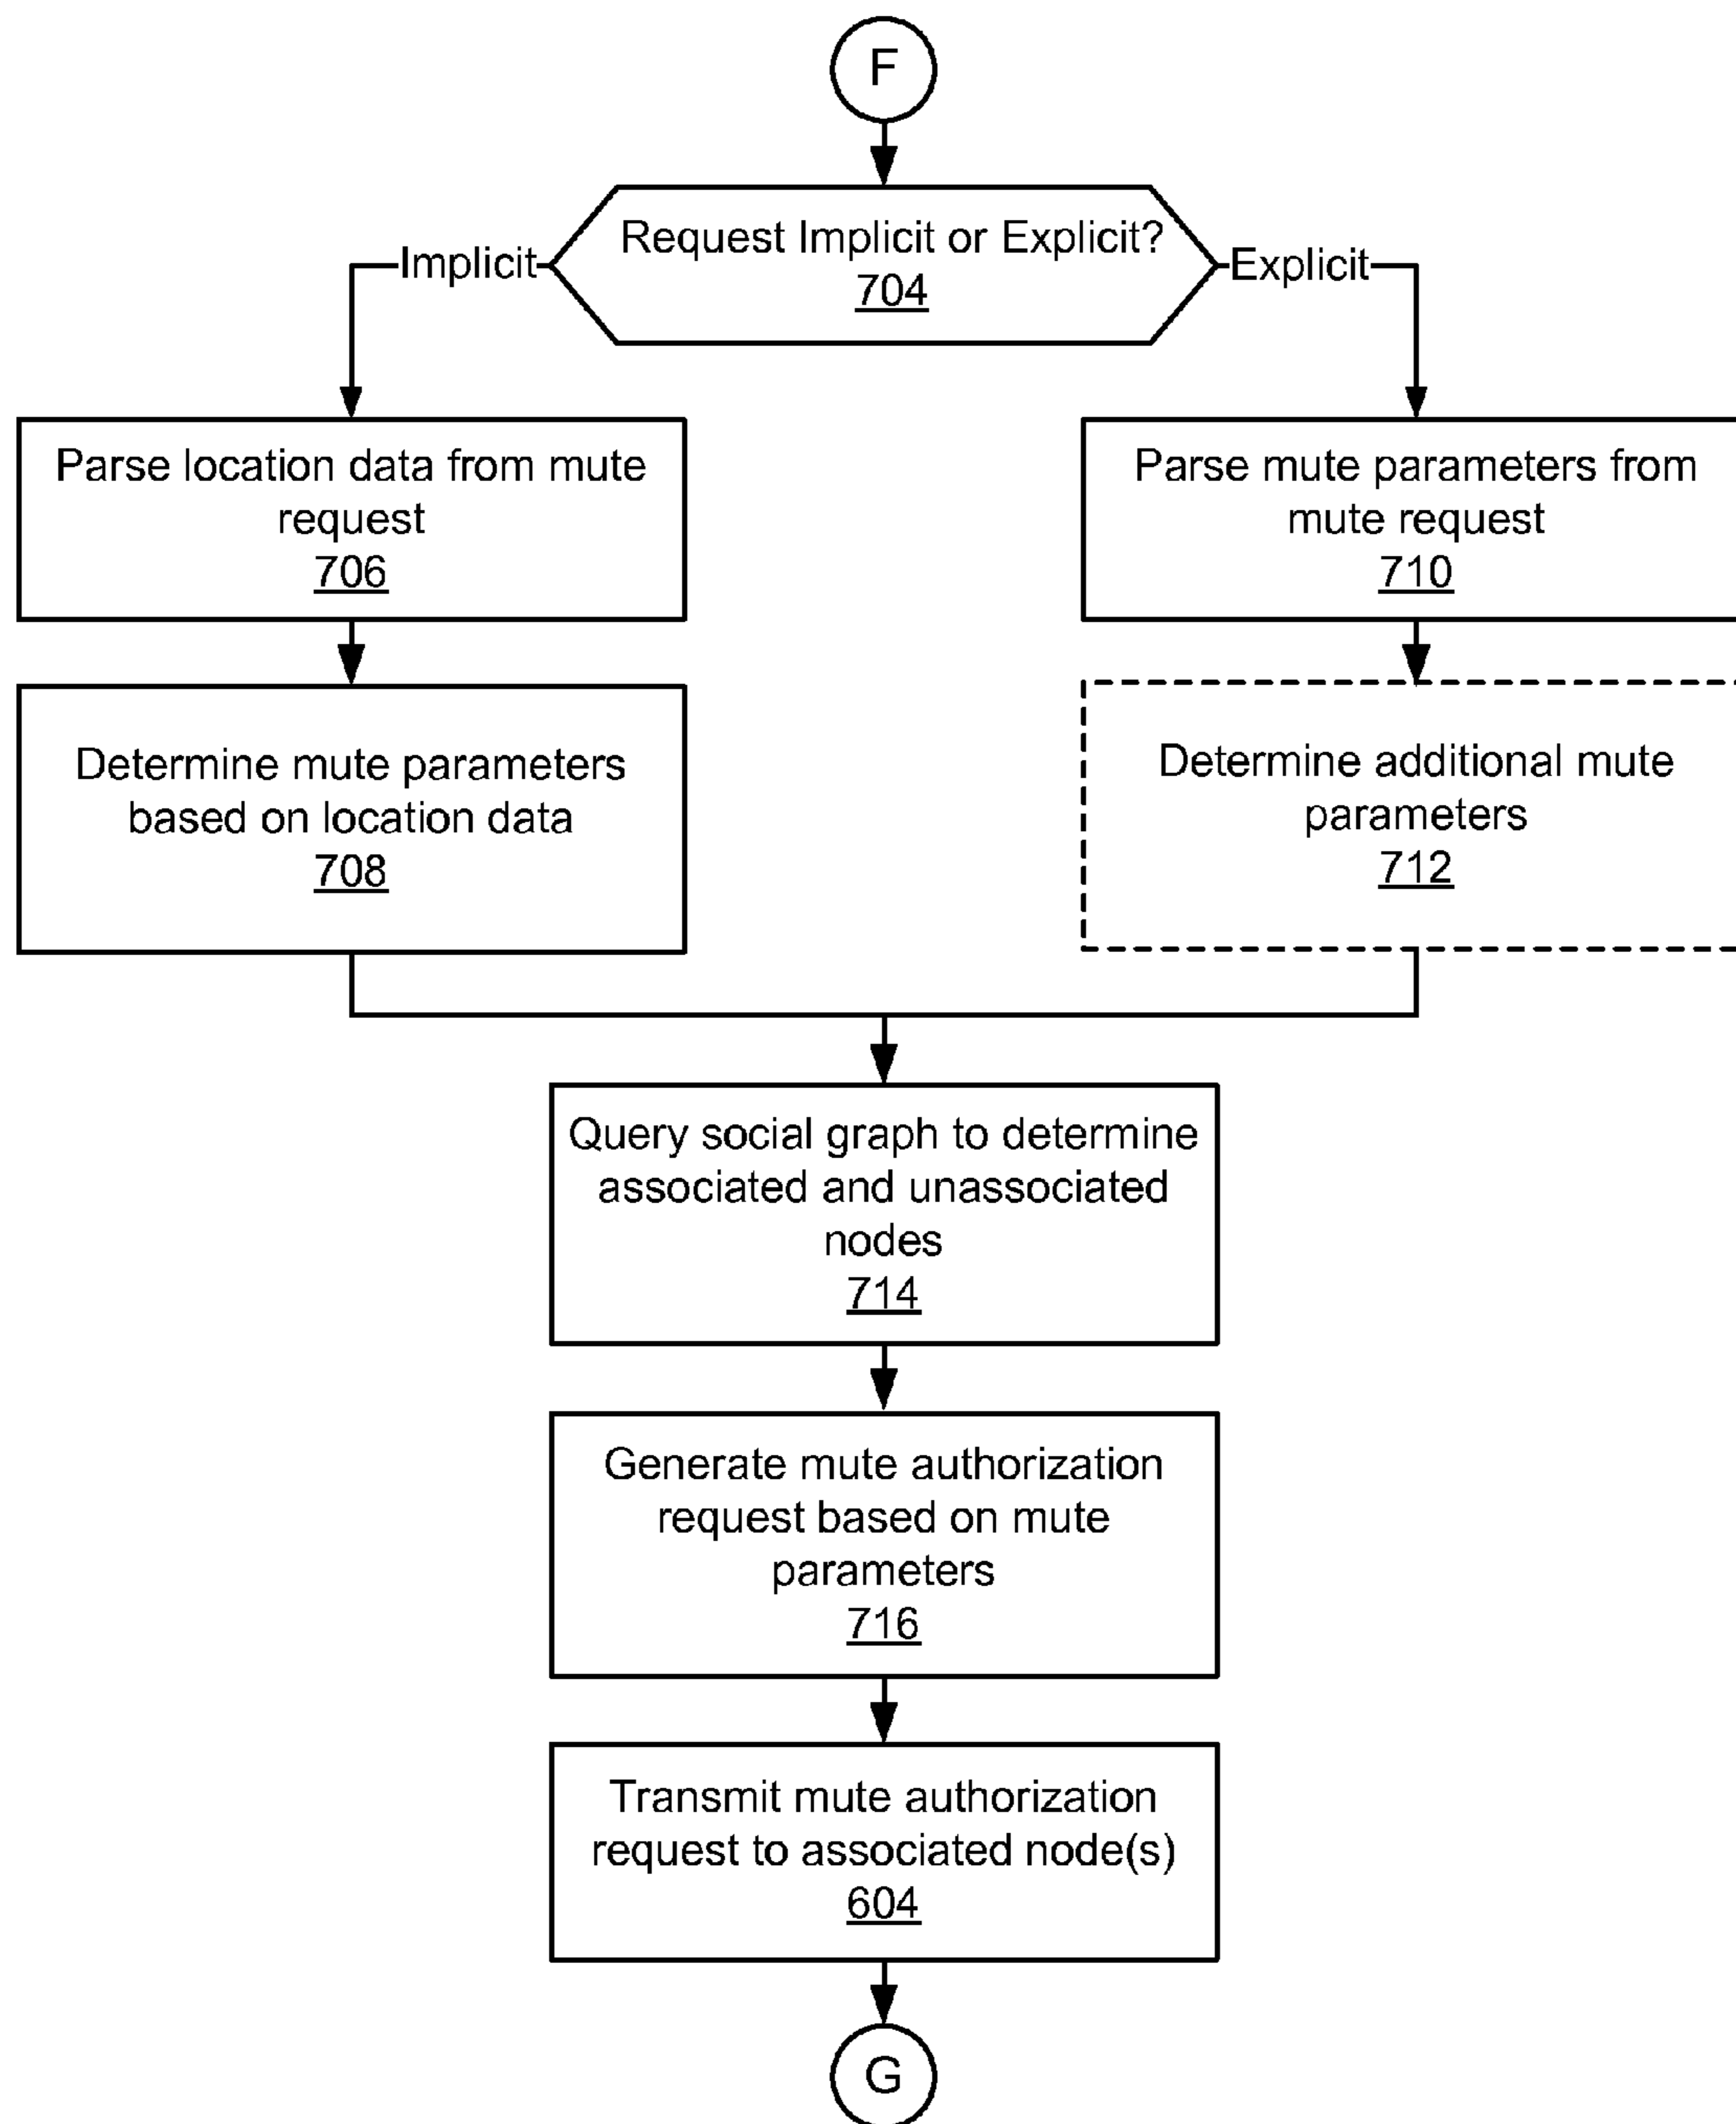 F
Request Implicit or Explicit?
704
Implicit
Explicit
Parse location data from mute
request
706
Parse mute parameters from
mute request
710
Determine mute parameters
based on location data
708
Determine additional mute
parameters
712
Query social graph to determine
associated and unassociated
nodes
714
Generate mute authorization
request based on mute
parameters
716
Transmit mute authorization
request to associated node(s)
604
G